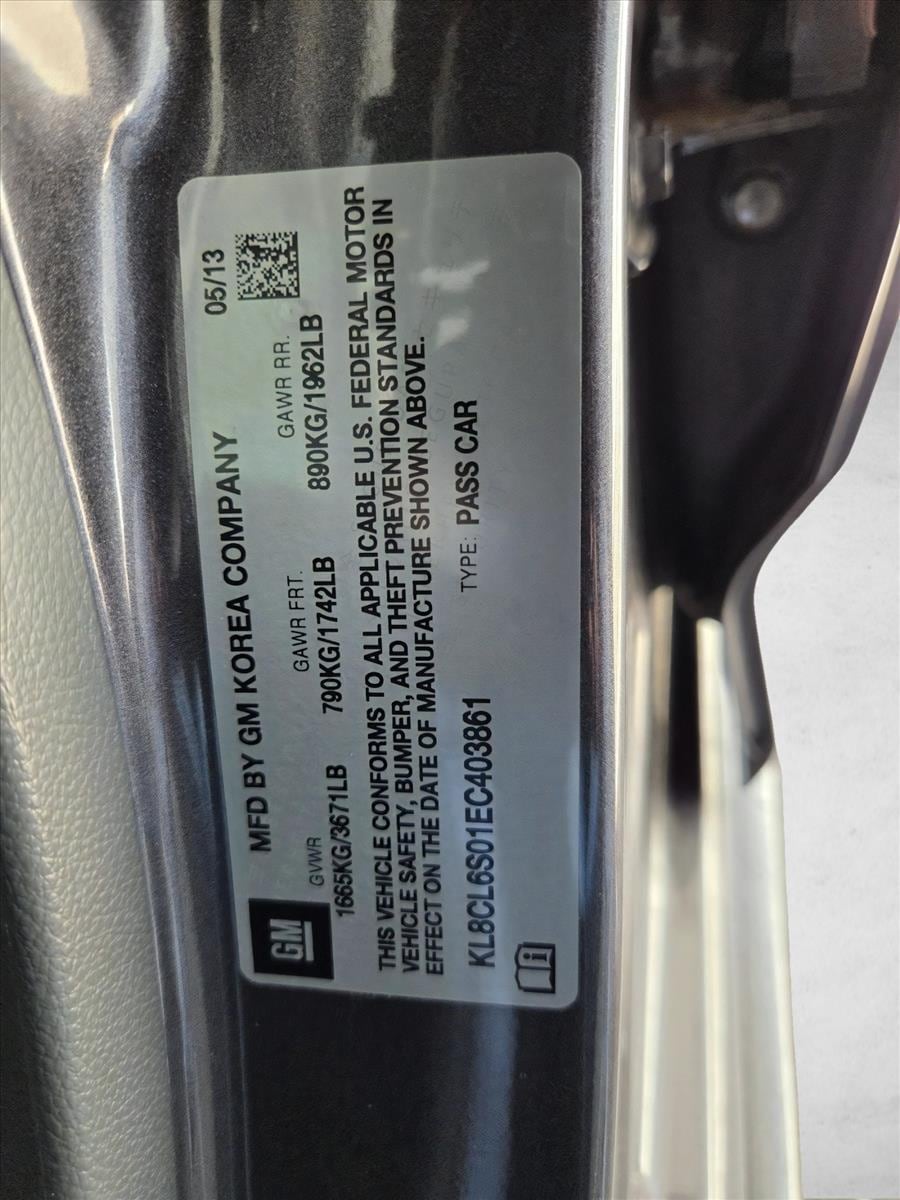 GM
MFD BY GM KOREA COMPANY
05/13
GVWR
GAWR FRT.
GAWR RR.
1665KG/3671LB
790KG/1742LB
890KG/1962LB
THIS VEHICLE CONFORMS TO ALL APPLICABLE U.S. FEDERAL MOTOR
VEHICLE SAFETY, BUMPER, AND THEFT PREVENTION STANDARDS IN
EFFECT ON THE DATE OF MANUFACTURE SHOWN ABOVE.
KL8CL6S01EC403861
TYPE: PASS CAR